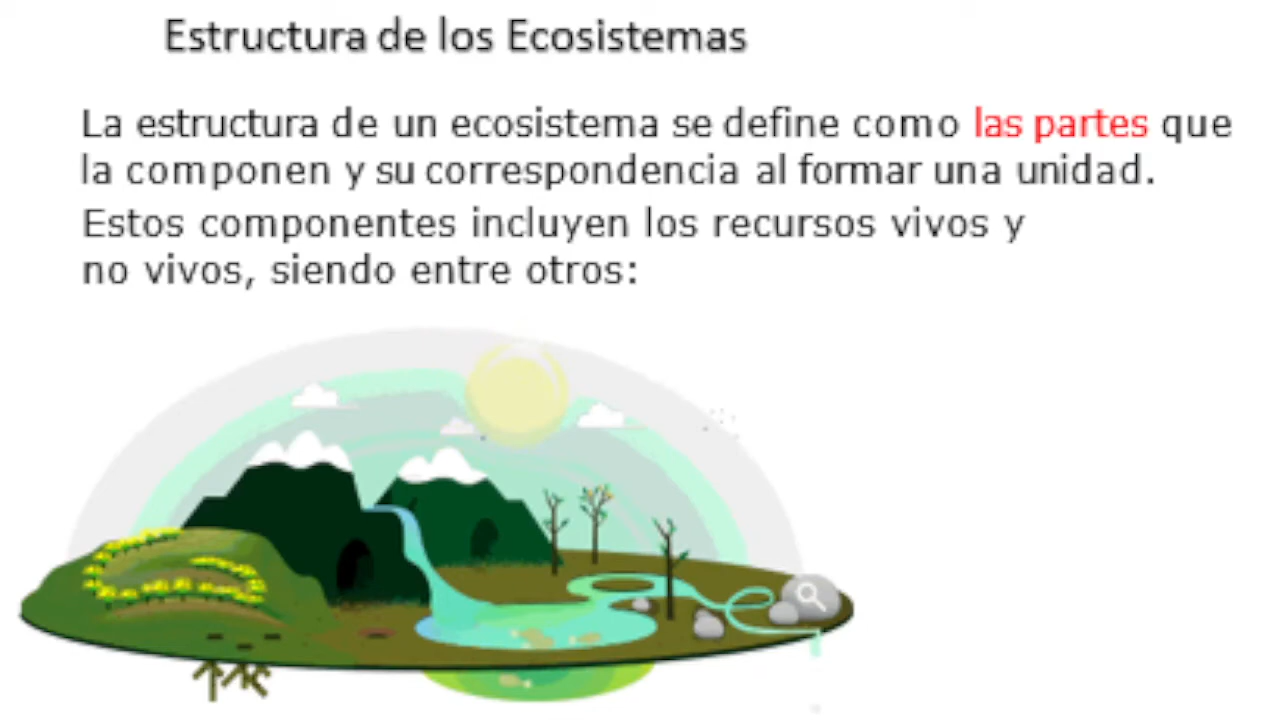 Estructura de los Ecosistemas
La estructura de un ecosistema se define como las partes que
la componen y su correspondencia al formar una unidad.
Estos componentes incluyen los recursos vivos y
no vivos, siendo entre otros: